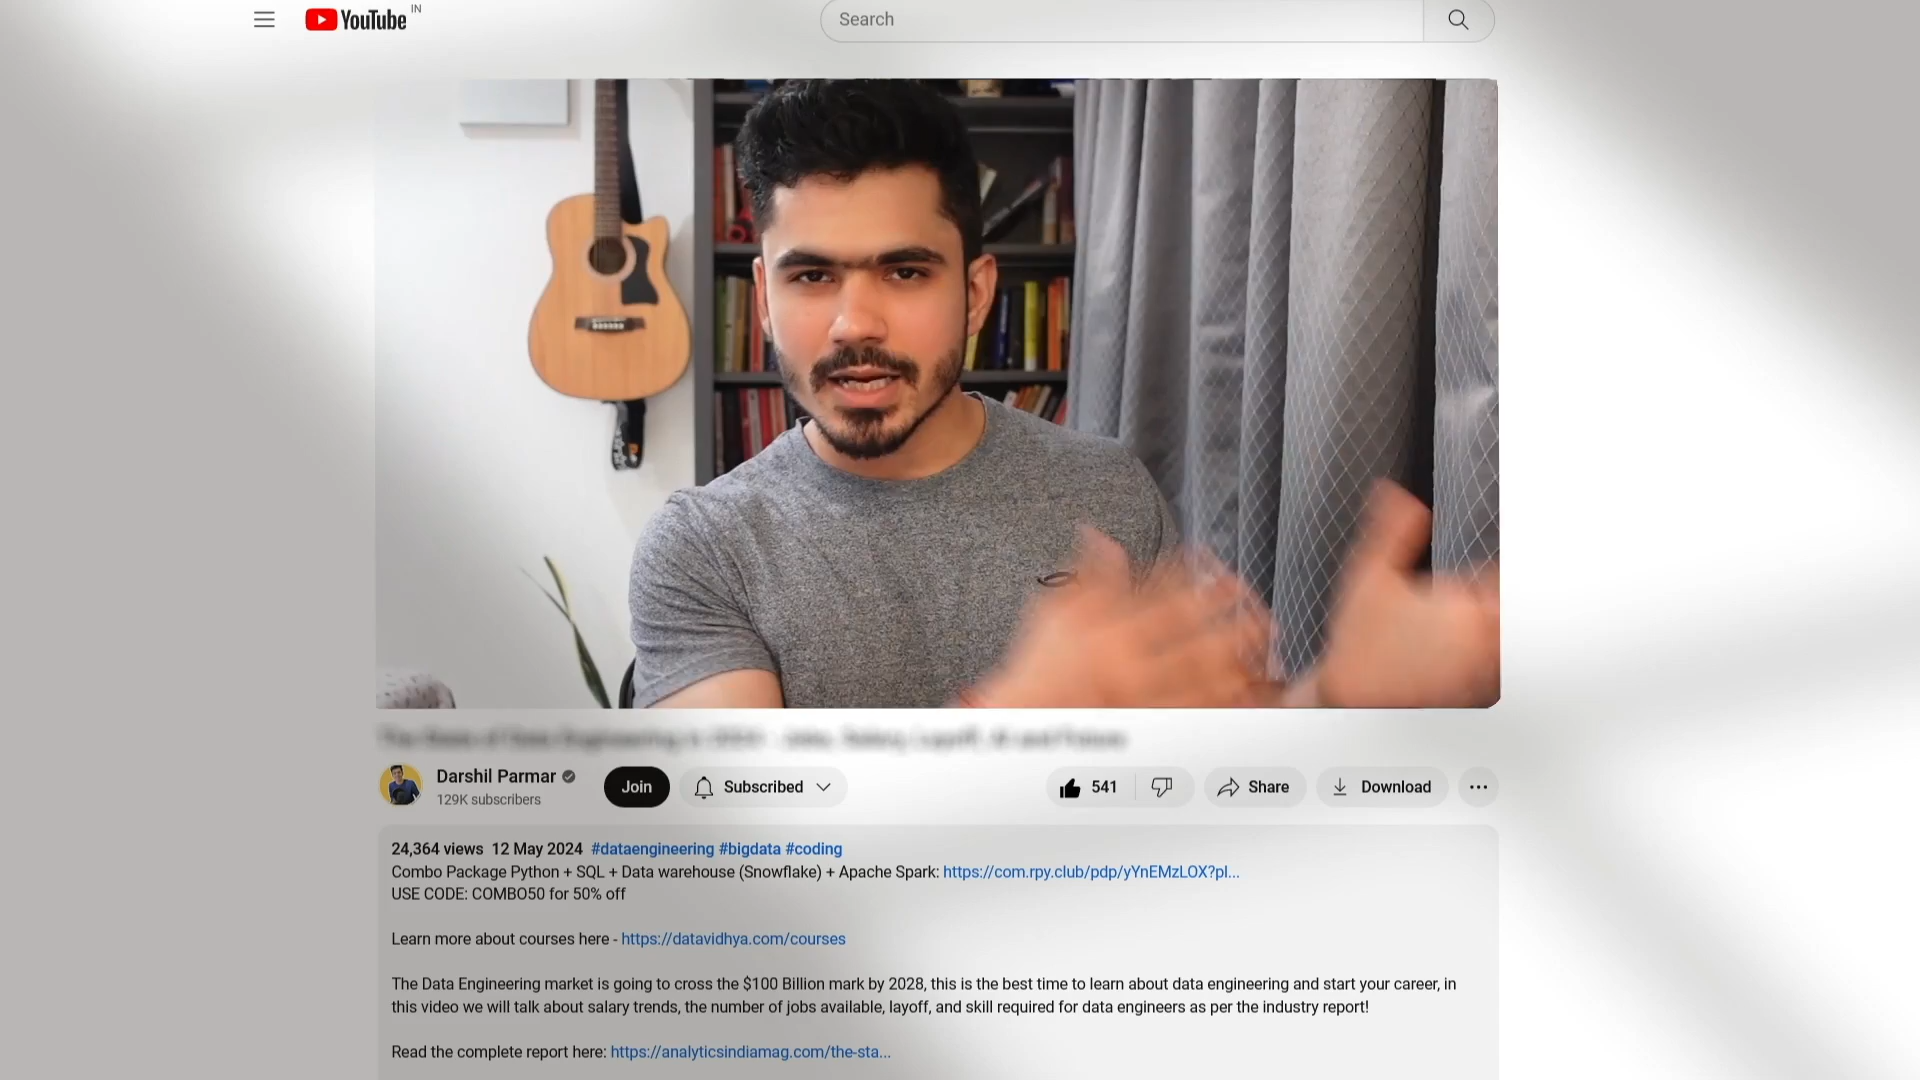 YouTube IN
Search
Darshil Parmar
129K subscribers
Join
Subscribed
541
Share
Download
24,364 views 12 May 2024 #dataengineering #bigdata #coding
Combo Package Python + SQL + Data warehouse (Snowflake) + Apache Spark: https://com.rpy.club/pdp/yYnEMzLOX?pl...
USE CODE: COMBO50 for 50% off
Learn more about courses here - https://datavidhya.com/courses
The Data Engineering market is going to cross the $100 Billion mark by 2028, this is the best time to learn about data engineering and start your career, in
this video we will talk about salary trends, the number of jobs available, layoff, and skill required for data engineers as per the industry report!
Read the complete report here: https://analyticsindiamag.com/the-sta...